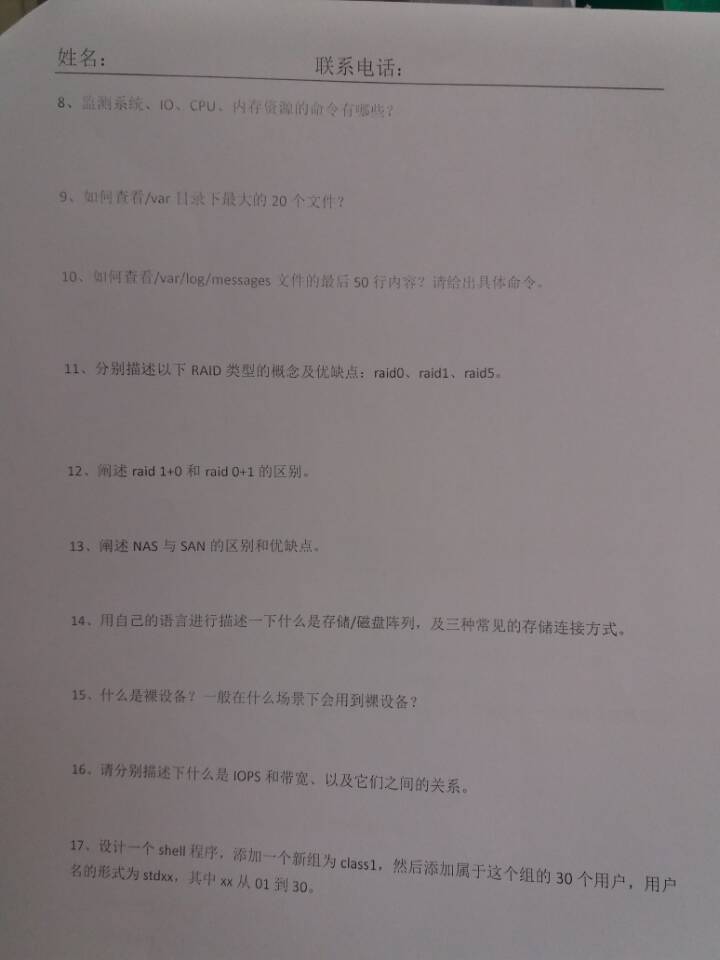 姓名： 联系电话：
8、监测系统、IO、CPU、内存资源的命令有哪些？
9、如何查看/var 目录下最大的 20 个文件？
10、如何查看/var/log/messages 文件的最后 50 行内容？请给出具体命令。
11、分别描述以下 RAID 类型的概念及优缺点：raid0、raid1、raid5。
12、阐述 raid 1+0 和 raid 0+1 的区别。
13、阐述 NAS 与 SAN 的区别和优缺点。
14、用自己的语言进行描述一下什么是存储/磁盘阵列，及三种常见的存储连接方式。
15、什么是裸设备？一般在什么场景下会用到裸设备？
16、请分别描述下什么是 IOPS 和带宽、以及它们之间的关系。
17、设计一个 shell 程序，添加一个新组为 class1，然后添加属于这个组的 30 个用户，用户
名的形式为 stdxx，其中 xx 从 01 到 30。